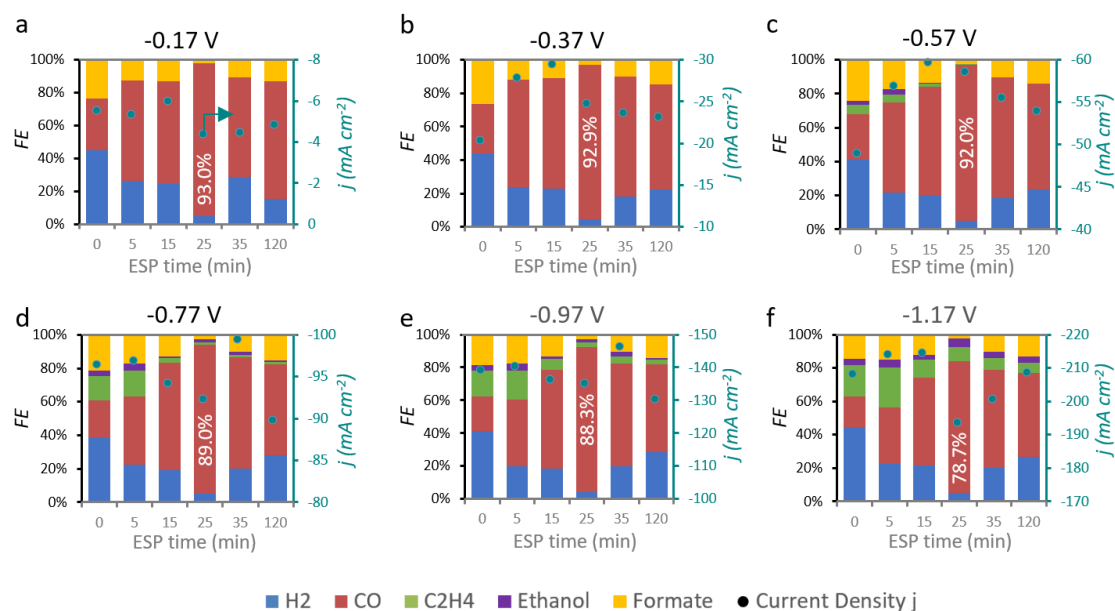 a
-0.17 V
100%
80%
60%
40%
20%
0%
FE
93.0%
-8
-6
-4
-2
0
j (mA cm⁻²)
0 5 15 25 35 120
ESP time (min)
b
-0.37 V
100%
80%
60%
40%
20%
0%
FE
92.9%
-30
-25
-20
-15
-10
j (mA cm⁻²)
0 5 15 25 35 120
ESP time (min)
c
-0.57 V
100%
80%
60%
40%
20%
0%
FE
92.0%
-60
-55
-50
-45
-40
j (mA cm⁻²)
0 5 15 25 35 120
ESP time (min)
d
-0.77 V
100%
80%
60%
40%
20%
0%
FE
89.0%
-100
-95
-90
-85
-80
j (mA cm⁻²)
0 5 15 25 35 120
ESP time (min)
e
-0.97 V
100%
80%
60%
40%
20%
0%
FE
88.3%
-150
-140
-130
-120
-110
-100
j (mA cm⁻²)
0 5 15 25 35 120
ESP time (min)
f
-1.17 V
100%
80%
60%
40%
20%
0%
FE
78.7%
-220
-210
-200
-190
-180
-170
j (mA cm⁻²)
0 5 15 25 35 120
ESP time (min)
H2 CO C2H4 Ethanol Formate Current Density j